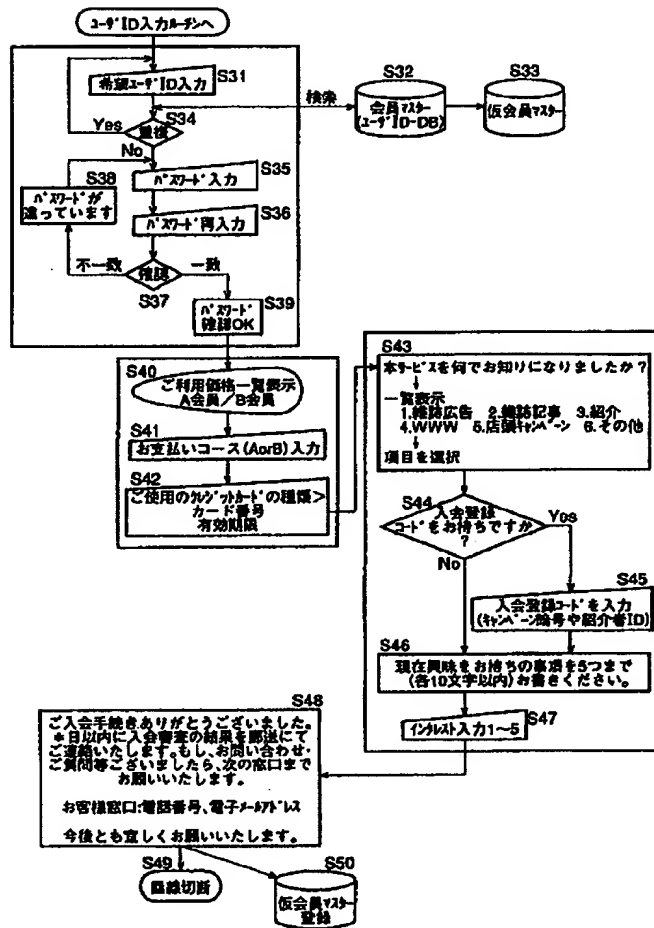 ﾕｰｻﾞID入力ﾙｰﾁﾝへ
S31
希望ﾕｰｻﾞID入力
検索
S32
会員マスター
(ﾕｰｻﾞID-DB)
S33
仮会員マスター
Yes
S34
重複
No
S35
ﾊﾟｽﾜｰﾄﾞ入力
S36
ﾊﾟｽﾜｰﾄﾞ再入力
S38
ﾊﾟｽﾜｰﾄﾞが
違っています
不一致
確認
一致
S37
S39
ﾊﾟｽﾜｰﾄﾞ
確認OK
S40
ご利用価格一覧表示
A会員／B会員
S41
お支払いコース(AorB)入力
S42
ご使用のｸﾚｼﾞｯﾄｶｰﾄﾞの種類>
カード番号
有効期限
S43
本ｻｰﾋﾞｽを何でお知りになりましたか?
↓
一覧表示
1.雑誌広告 2.雑誌記事 3.紹介
4.WWW 5.店頭ｷｬﾝﾍﾟｰﾝ 6.その他
↓
項目を選択
S44
入会登録
ｺｰﾄﾞをお持ちですか
?
Yes
No
S45
入会登録ｺｰﾄﾞを入力
(ｷｬﾝﾍﾟｰﾝ暗号や紹介者ID)
S46
現在興味をお持ちの事項を5つまで
(各10文字以内)お書きください。
S47
ｲﾝﾀﾚｽﾄ入力1～5
S48
ご入会手続きありがとうございました。
＊日以内に入会審査の結果を郵送にて
ご連絡いたします。もし、お問い合わせ・
ご質問等ございましたら、次の窓口まで
お願いいたします。
お客様窓口:電話番号、電子ﾒｰﾙｱﾄﾞﾚｽ
今後とも宜しくお願いいたします。
S49
回線切断
S50
仮会員マスター
登録